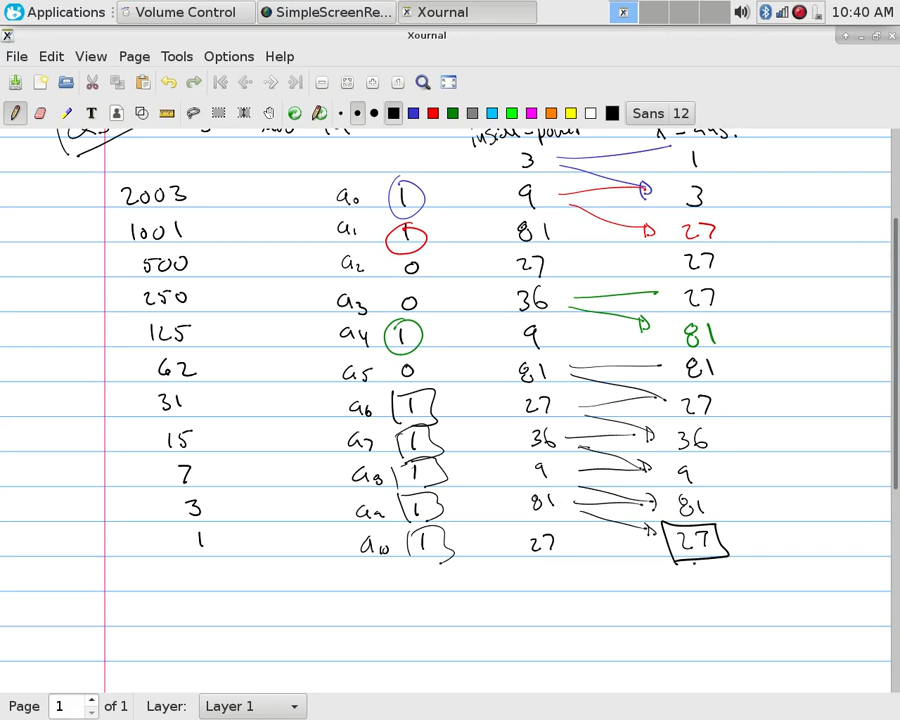 Applications Volume Control SimpleScreenRe... Xournal 10:40 AM
Xournal
File Edit View Page Tools Options Help
Sans 12
inside-power x-ans.
3 1
2003 a0 1 9 3
1001 a1 1 81 27
500 a2 0 27 27
250 a3 0 36 27
125 a4 1 9 81
62 a5 0 81 81
31 a6 1 27 27
15 a7 1 36 36
7 a8 1 9 9
3 a9 1 81 81
1 a10 1 27 27
Page 1 of 1 Layer: Layer 1